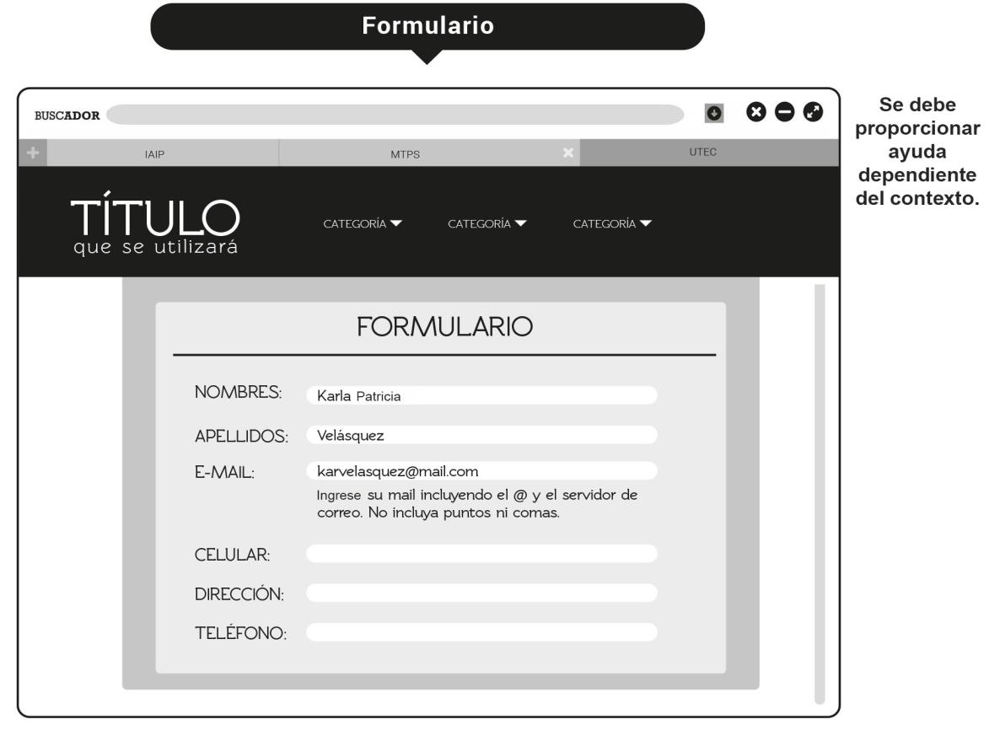 Formulario
BUSCADOR
IAIP
MTPS
UTEC
TÍTULO
que se utilizará
CATEGORÍA
CATEGORÍA
CATEGORÍA
FORMULARIO
NOMBRES: Karla Patricia
APELLIDOS: Velásquez
E-MAIL: karvelasquez@mail.com
Ingrese su mail incluyendo el @ y el servidor de
correo. No incluya puntos ni comas.
CELULAR:
DIRECCIÓN:
TELÉFONO:
Se debe
proporcionar
ayuda
dependiente
del contexto.